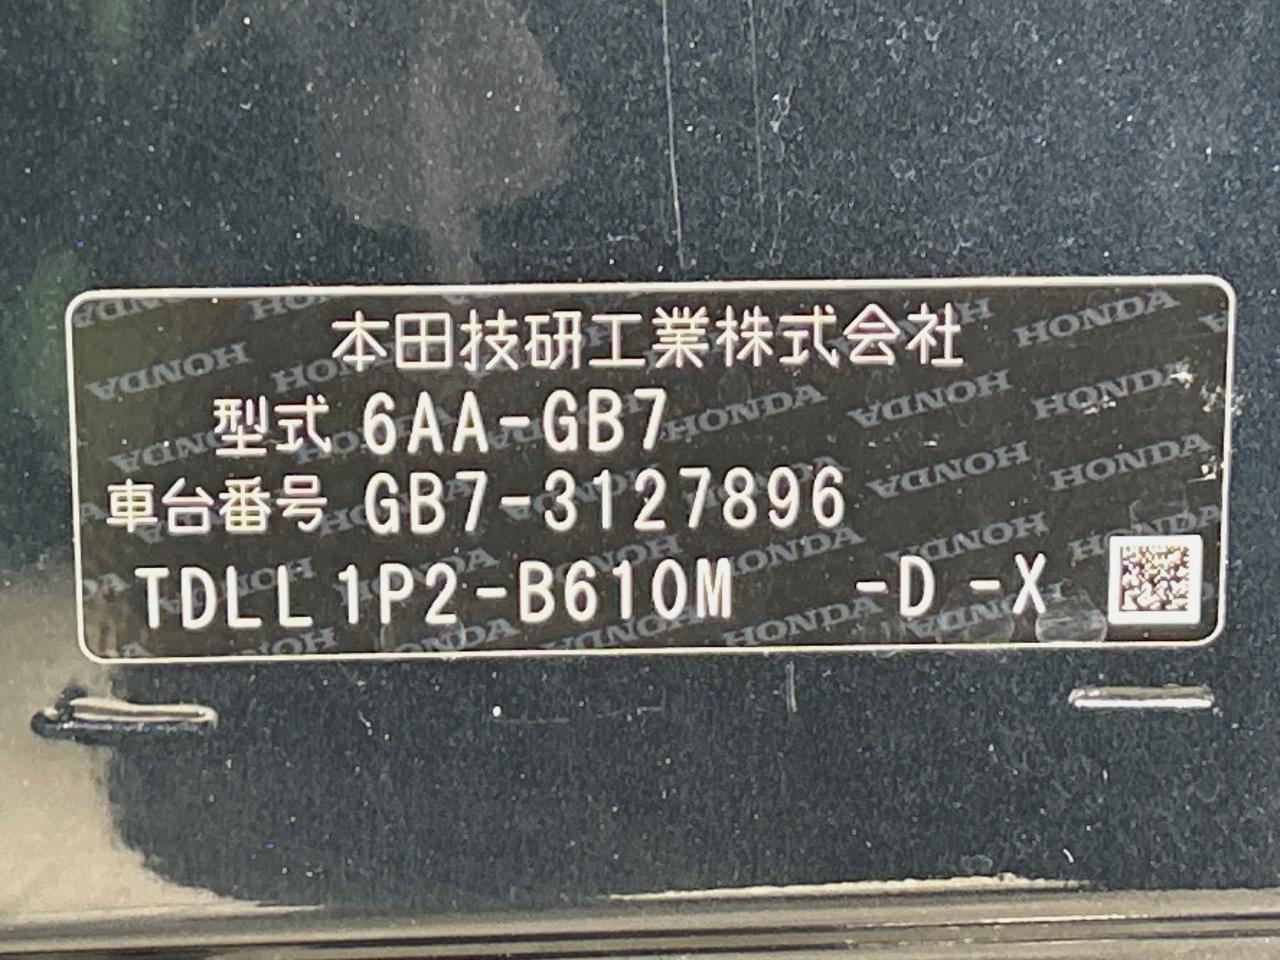 本田技研工業株式会社
型式 6AA-GB7
車台番号 GB7-3127896
TDLL 1P2-B610M -D -X